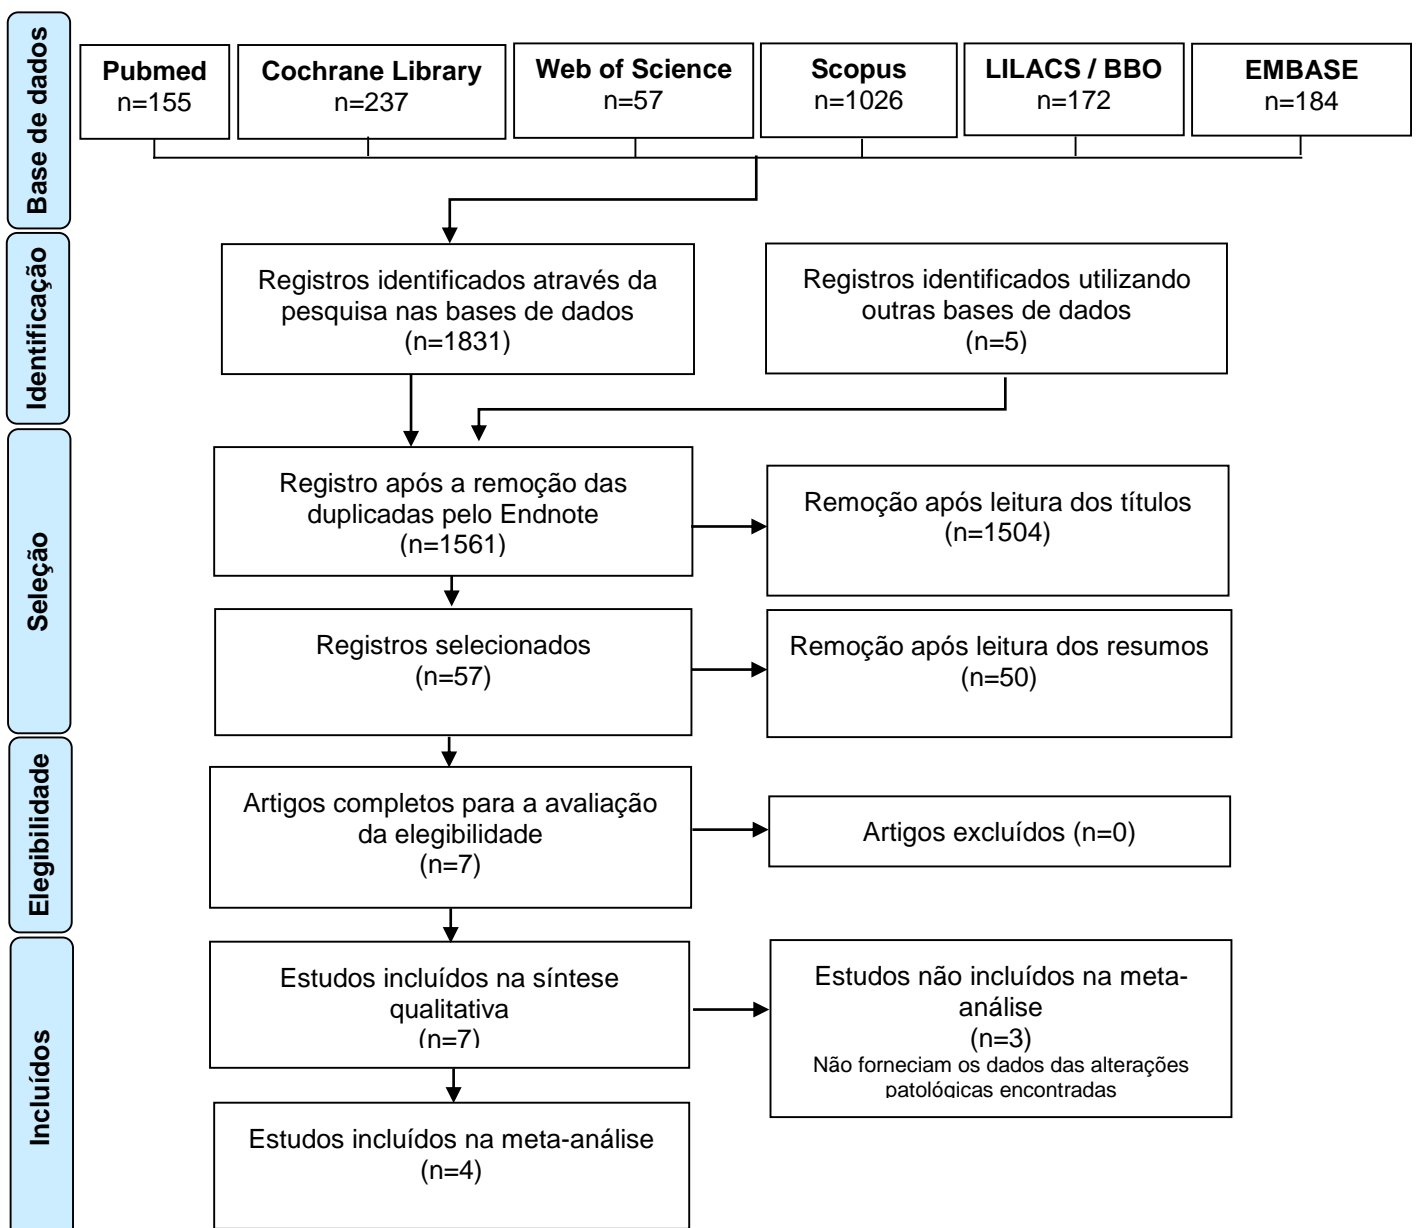 Base de dados
Pubmed
n=155
Cochrane Library
n=237
Web of Science
n=57
Scopus
n=1026
LILACS / BBO
n=172
EMBASE
n=184
Identificação
Registros identificados através da
pesquisa nas bases de dados
(n=1831)
Registros identificados utilizando
outras bases de dados
(n=5)
Seleção
Registro após a remoção das
duplicadas pelo Endnote
(n=1561)
Remoção após leitura dos títulos
(n=1504)
Registros selecionados
(n=57)
Remoção após leitura dos resumos
(n=50)
Elegibilidade
Artigos completos para a avaliação
da elegibilidade
(n=7)
Artigos excluídos (n=0)
Incluídos
Estudos incluídos na síntese
qualitativa
(n=7)
Estudos não incluídos na meta-
análise
(n=3)
Não forneciam os dados das alterações
patológicas encontradas
Estudos incluídos na meta-análise
(n=4)